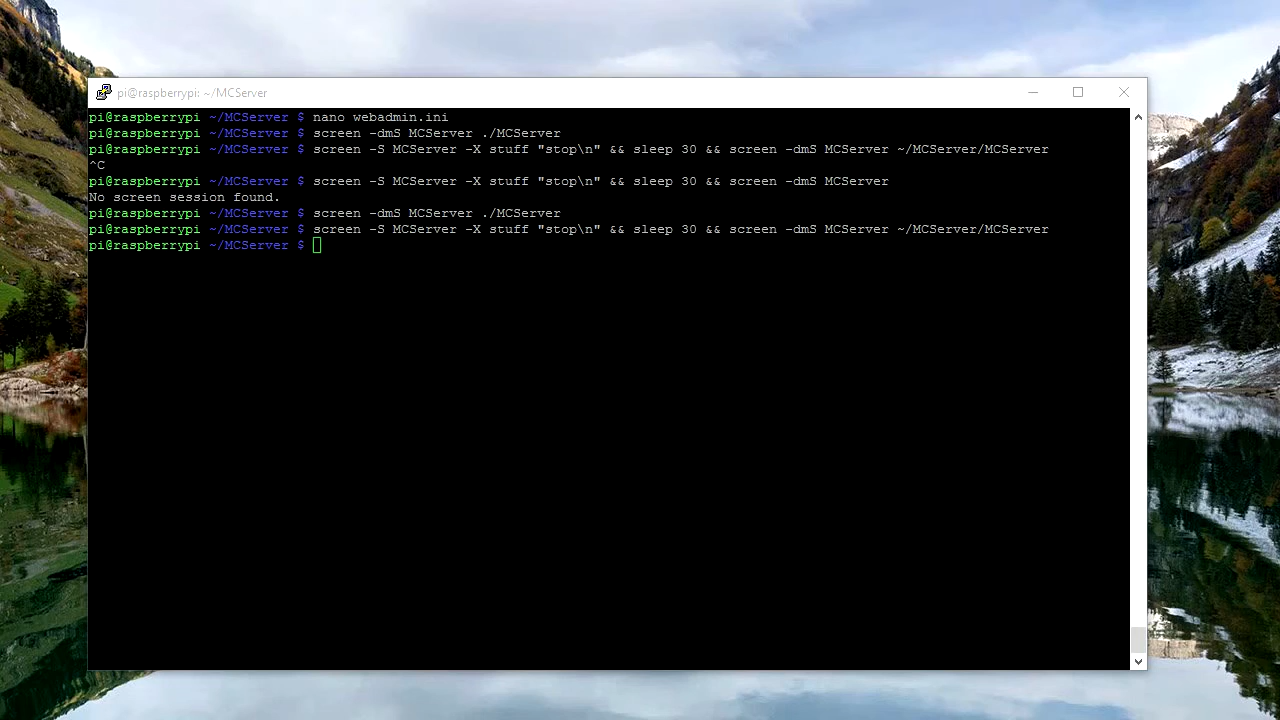 pi@raspberrypi: ~/MCServer
pi@raspberrypi ~/MCServer $ nano webadmin.ini
pi@raspberrypi ~/MCServer $ screen -dmS MCServer ./MCServer
pi@raspberrypi ~/MCServer $ screen -S MCServer -X stuff "stop\n" && sleep 30 && screen -dmS MCServer ~/MCServer/MCServer
^C
pi@raspberrypi ~/MCServer $ screen -S MCServer -X stuff "stop\n" && sleep 30 && screen -dmS MCServer
No screen session found.
pi@raspberrypi ~/MCServer $ screen -dmS MCServer ./MCServer
pi@raspberrypi ~/MCServer $ screen -S MCServer -X stuff "stop\n" && sleep 30 && screen -dmS MCServer ~/MCServer/MCServer
pi@raspberrypi ~/MCServer $